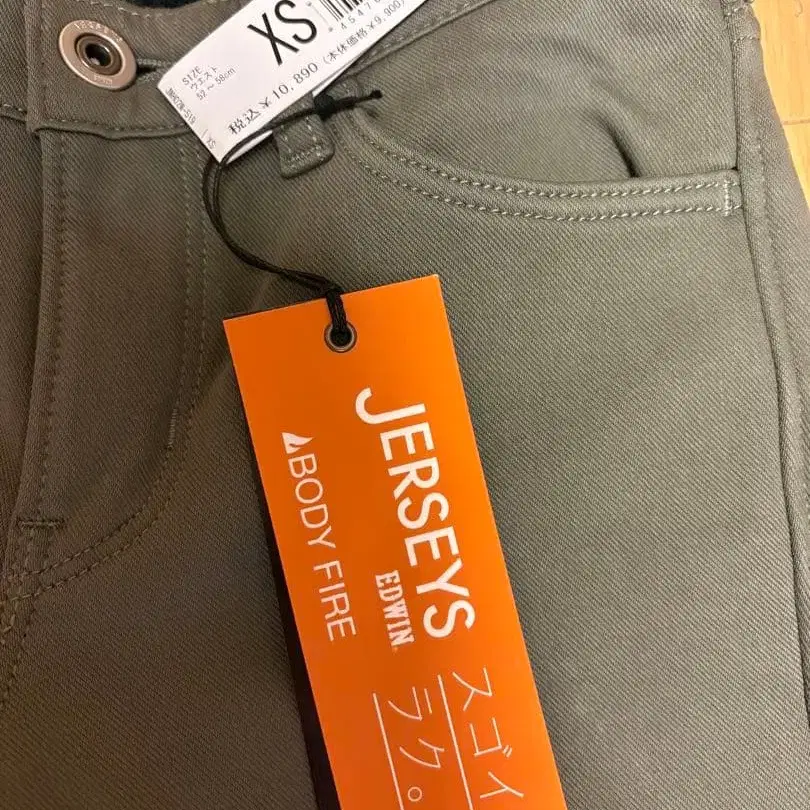 XS
SIZE
ウエスト
52～58cm
税込￥10,890 (本体価格￥9,900)
JERSEYS
EDWIN
BODY FIRE
スゴイ
ラク。